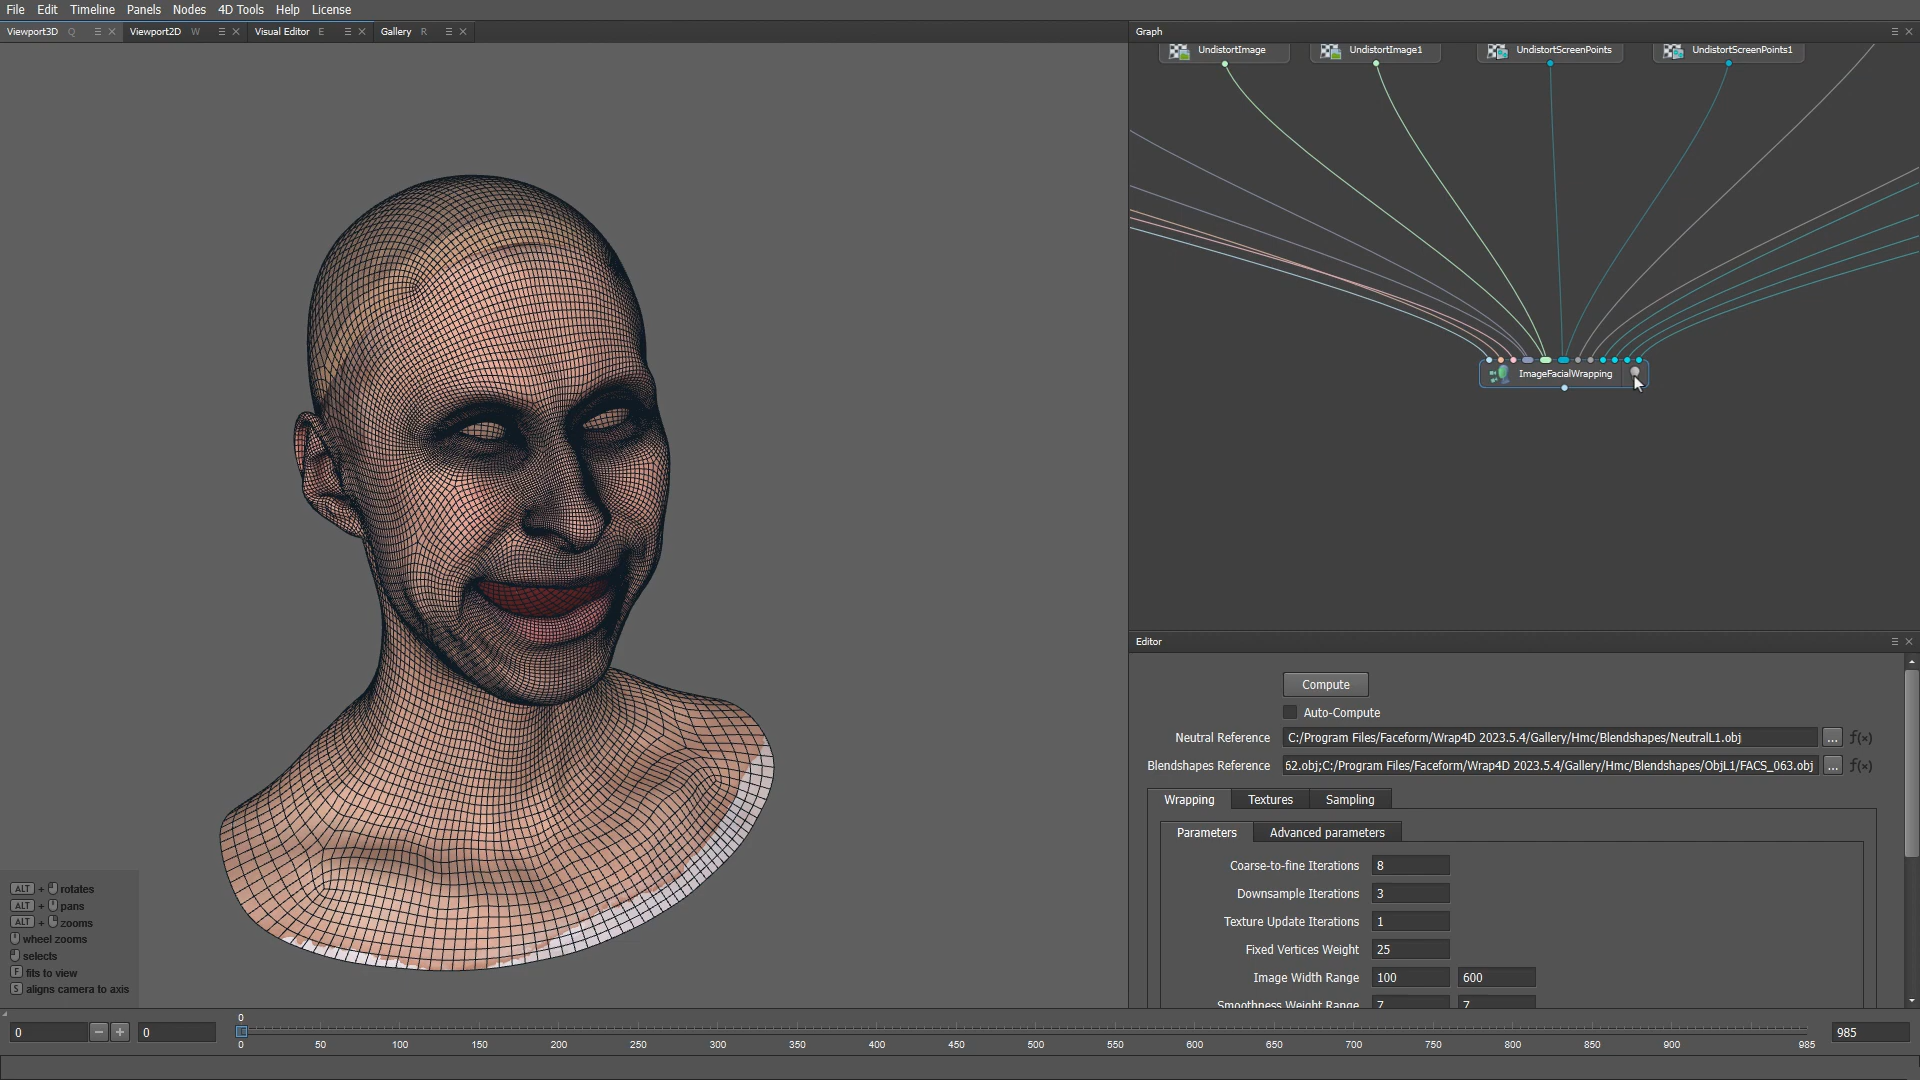 File Edit Timeline Panels Nodes 4D Tools Help License
Viewport3D Q Viewport2D W Visual Editor E Gallery R
Graph
UndistortImage UndistortImage1 UndistortScreenPoints UndistortScreenPoints1
ImageFacialWrapping
Editor
Compute
Auto-Compute
Neutral Reference C:/Program Files/Faceform/Wrap4D 2023.5.4/Gallery/Hmc/Blendshapes/NeutralL1.obj ... f(x)
Blendshapes Reference 62.obj;C:/Program Files/Faceform/Wrap4D 2023.5.4/Gallery/Hmc/Blendshapes/ObjL1/FACS_063.obj ... f(x)
Wrapping Textures Sampling
Parameters Advanced parameters
Coarse-to-fine Iterations 8
Downsample Iterations 3
Texture Update Iterations 1
Fixed Vertices Weight 25
Image Width Range 100 600
Smoothness Weight Range 7 7
ALT + rotates
ALT + pans
ALT + zooms
wheel zooms
selects
F fits to view
S aligns camera to axis
0
0 − + 0 985
0 50 100 150 200 250 300 350 400 450 500 550 600 650 700 750 800 850 900 985